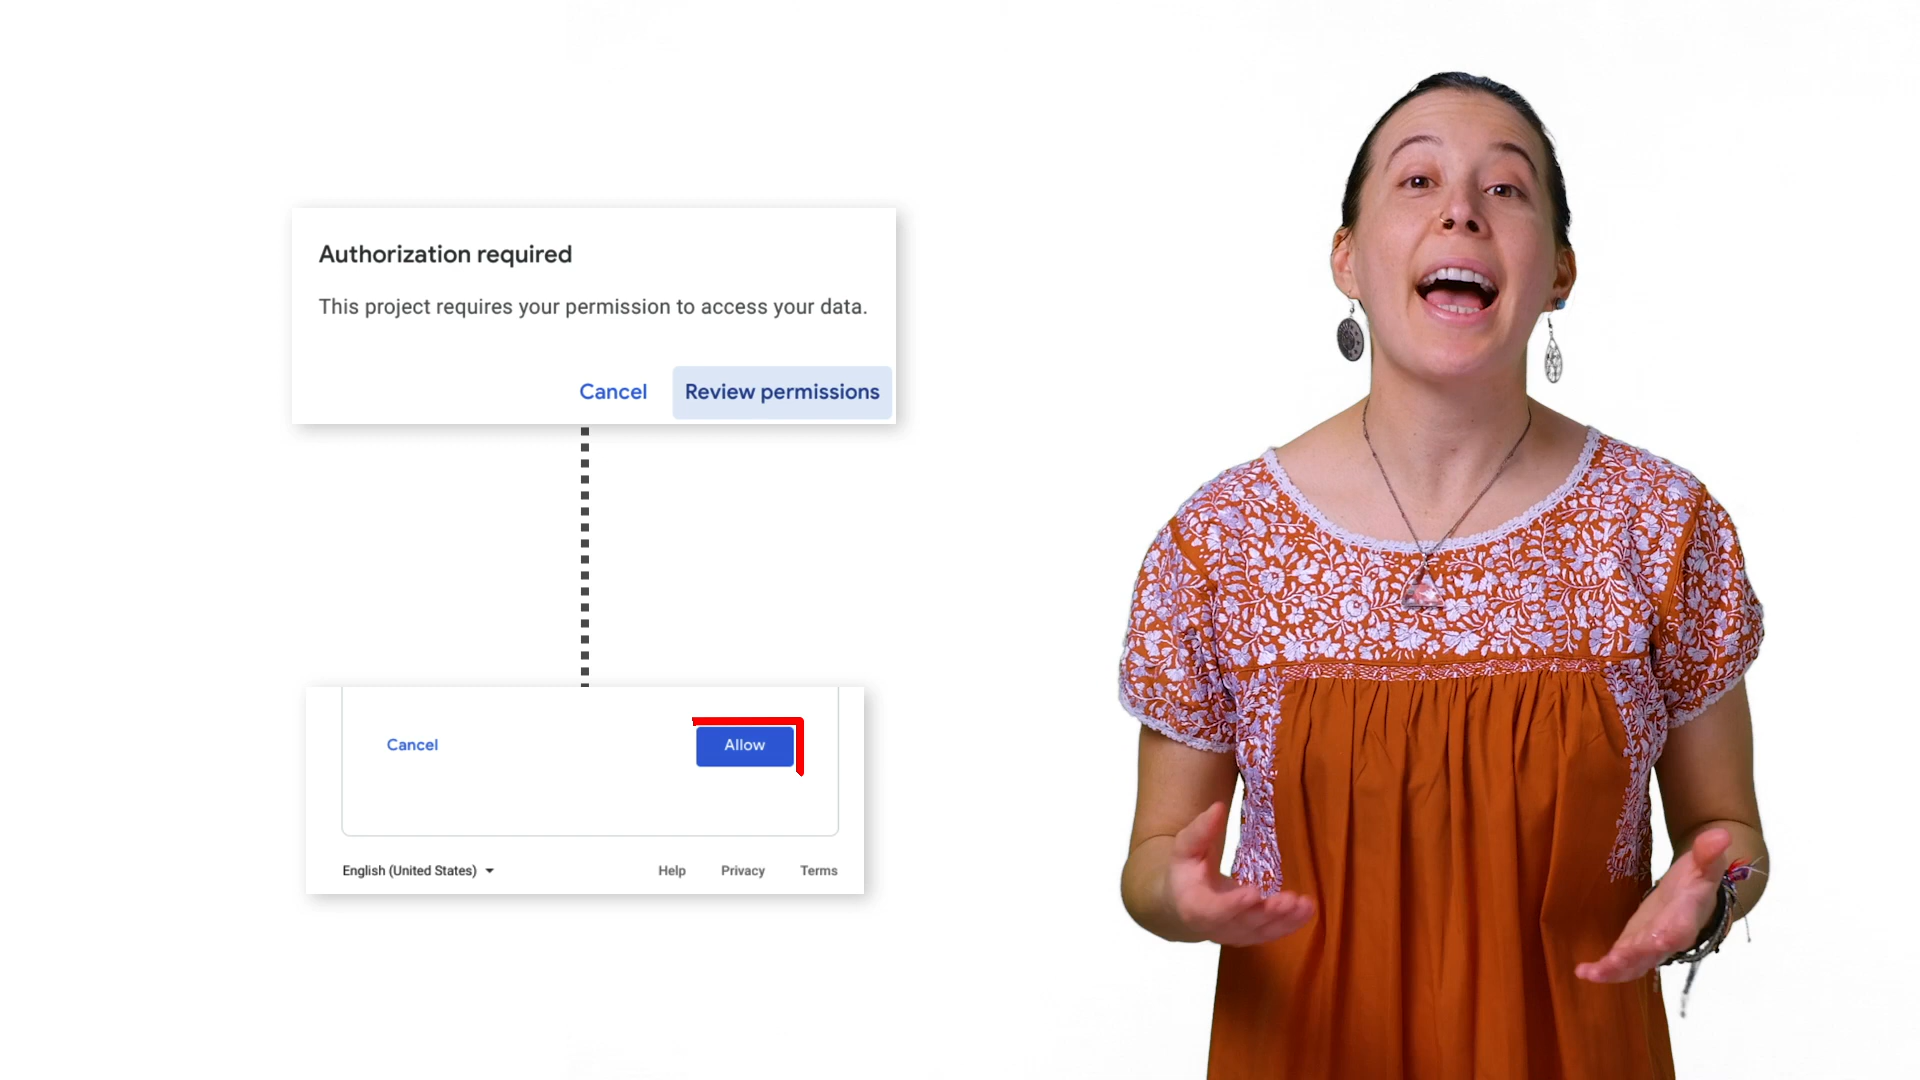 Authorization required
This project requires your permission to access your data.
Cancel Review permissions
Cancel Allow
English (United States) Help Privacy Terms